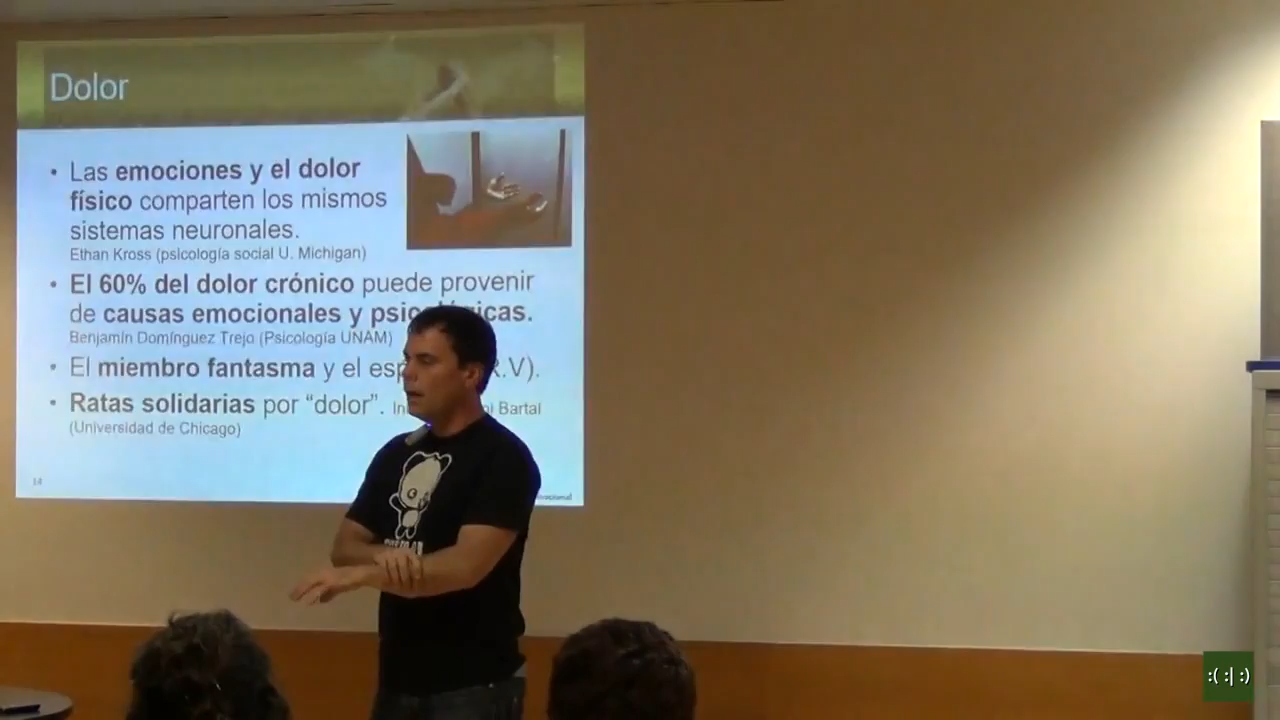 Dolor
• Las emociones y el dolor
físico comparten los mismos
sistemas neuronales.
Ethan Kross (psicología social U. Michigan)
• El 60% del dolor crónico puede provenir
de causas emocionales y psicológicas.
Benjamín Domínguez Trejo (Psicología UNAM)
• El miembro fantasma y el esp R.V).
• Ratas solidarias por “dolor”. In Bartal
(Universidad de Chicago)
14
:( :| :)